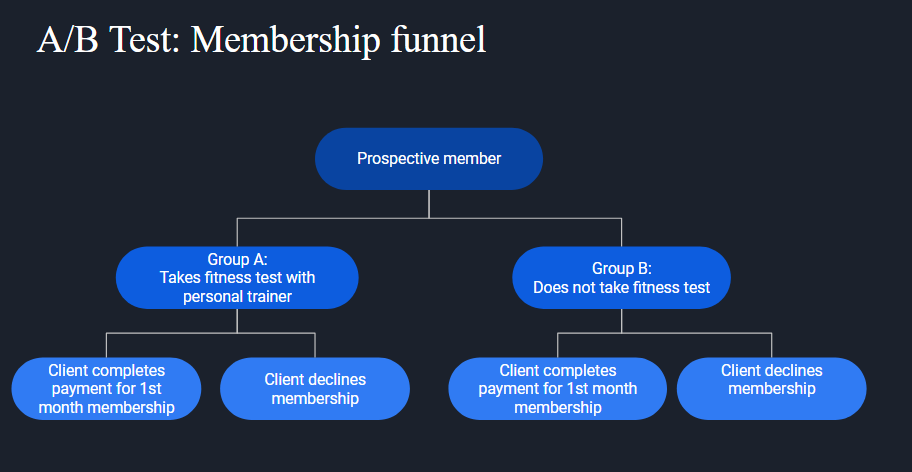 A/B Test: Membership funnel
Prospective member
Group A:
Takes fitness test with
personal trainer
Group B:
Does not take fitness test
Client completes
payment for 1st
month membership
Client declines
membership
Client completes
payment for 1st month
membership
Client declines
membership